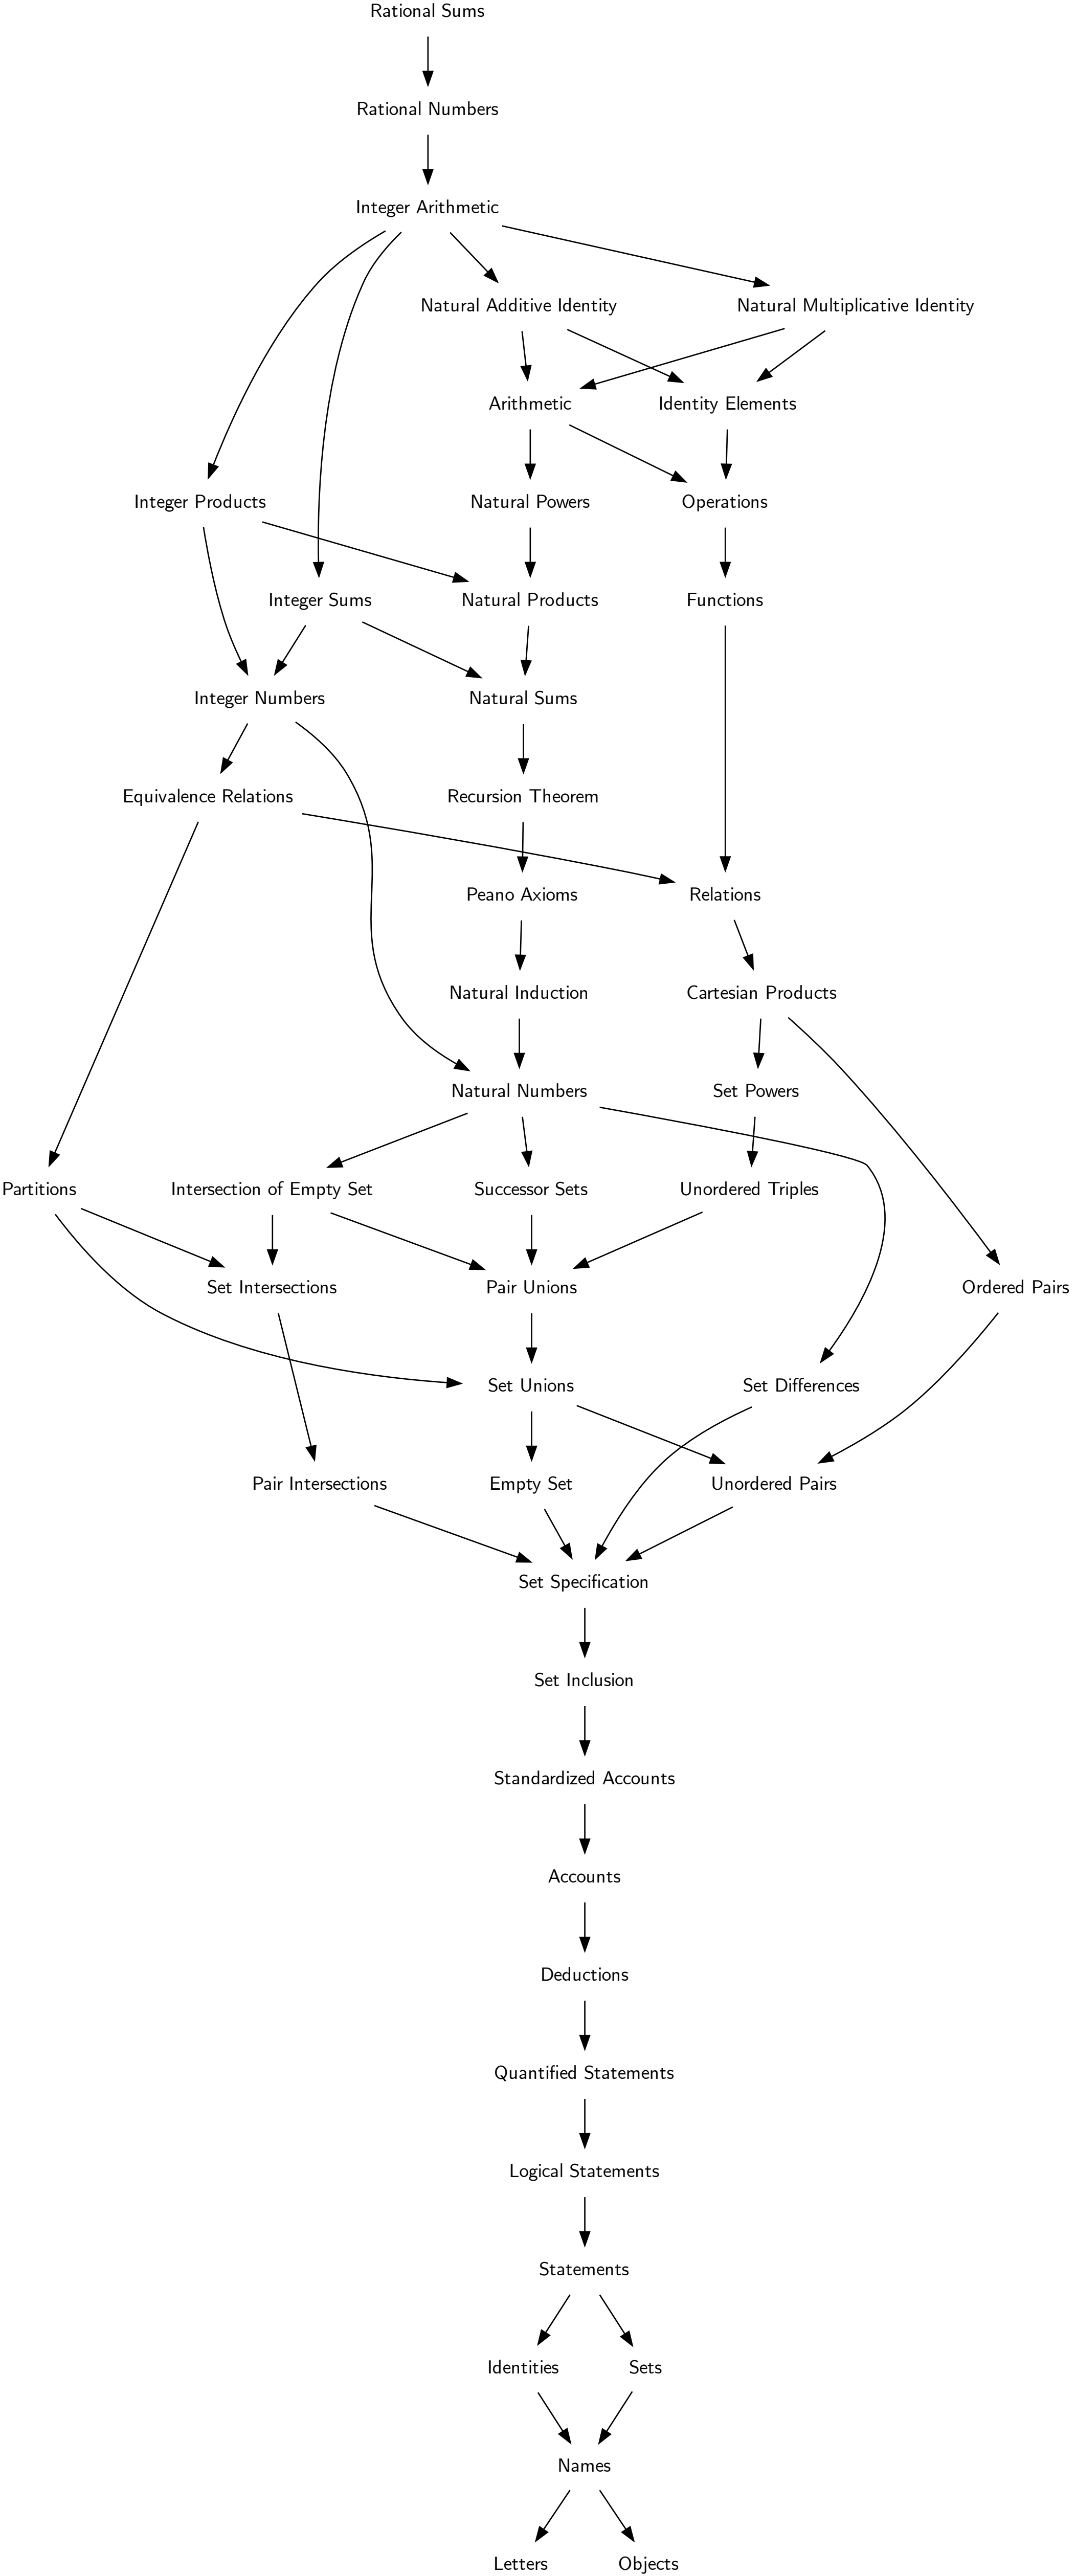 Rational Sums
Rational Numbers
Integer Arithmetic
Natural Additive Identity
Natural Multiplicative Identity
Arithmetic
Identity Elements
Integer Products
Natural Powers
Operations
Integer Sums
Natural Products
Functions
Integer Numbers
Natural Sums
Equivalence Relations
Recursion Theorem
Peano Axioms
Relations
Natural Induction
Cartesian Products
Natural Numbers
Set Powers
Partitions
Intersection of Empty Set
Successor Sets
Unordered Triples
Set Intersections
Pair Unions
Ordered Pairs
Set Unions
Set Differences
Pair Intersections
Empty Set
Unordered Pairs
Set Specification
Set Inclusion
Standardized Accounts
Accounts
Deductions
Quantified Statements
Logical Statements
Statements
Identities
Sets
Names
Letters
Objects